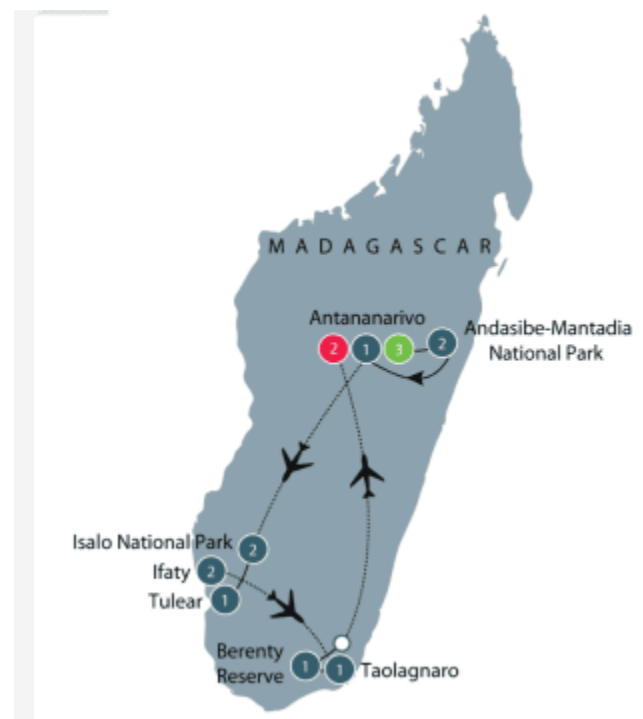 M A D A G A S C A R
Antananarivo
2 1 3 2
Andasibe-Mantadia
National Park
Isalo National Park
2
Ifaty
2
Tulear
1
Berenty
Reserve
1 1
Taolagnaro